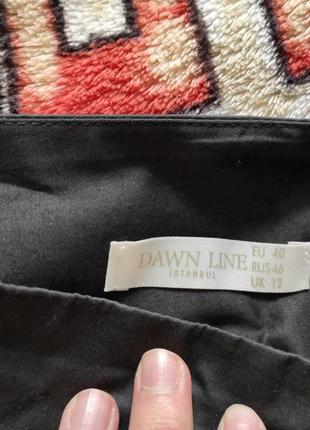 DAWN LINE
ISTANBUL
EU 40
RUS 46
UK 12